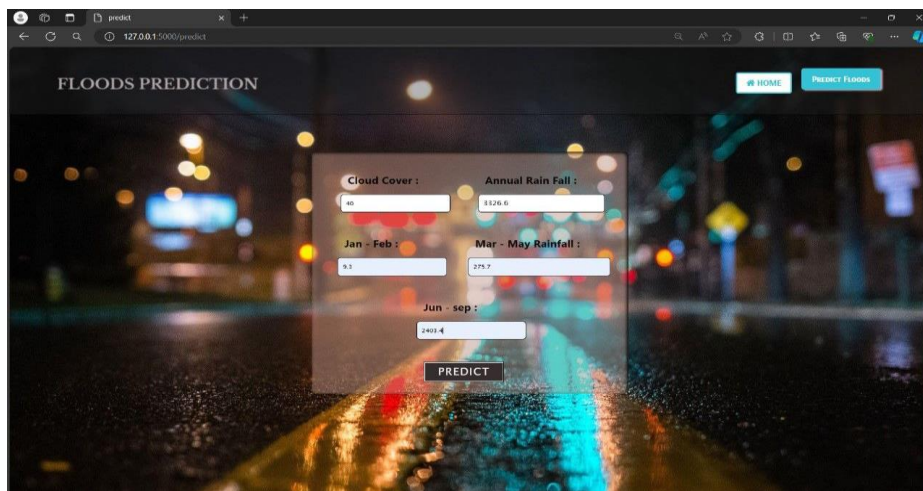 predict
127.0.0.1:5000/predict
FLOODS PREDICTION
HOME
PREDICT FLOODS
Cloud Cover :
Annual Rain Fall :
40
3326.6
Jan - Feb :
Mar - May Rainfall :
9.3
275.7
Jun - sep :
2403.4
PREDICT